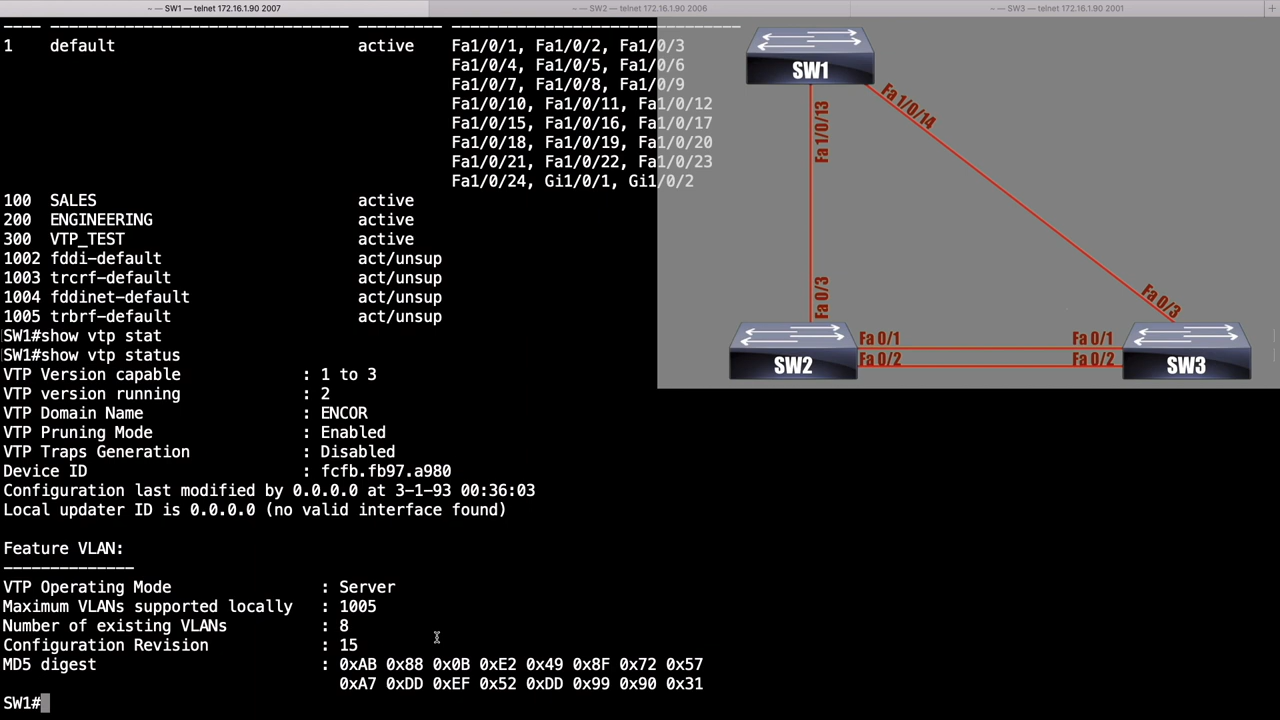 ~ — SW1 — telnet 172.16.1.90 2007
~ — SW2 — telnet 172.16.1.90 2006
~ — SW3 — telnet 172.16.1.90 2001
+
---- -------------------------------- --------- -------------------------------
1 default active Fa1/0/1, Fa1/0/2, Fa1/0/3
Fa1/0/4, Fa1/0/5, Fa1/0/6
Fa1/0/7, Fa1/0/8, Fa1/0/9
Fa1/0/10, Fa1/0/11, Fa1/0/12
Fa1/0/15, Fa1/0/16, Fa1/0/17
Fa1/0/18, Fa1/0/19, Fa1/0/20
Fa1/0/21, Fa1/0/22, Fa1/0/23
Fa1/0/24, Gi1/0/1, Gi1/0/2
100 SALES active
200 ENGINEERING active
300 VTP_TEST active
1002 fddi-default act/unsup
1003 trcrf-default act/unsup
1004 fddinet-default act/unsup
1005 trbrf-default act/unsup
SW1#show vtp stat
SW1#show vtp status
VTP Version capable : 1 to 3
VTP version running : 2
VTP Domain Name : ENCOR
VTP Pruning Mode : Enabled
VTP Traps Generation : Disabled
Device ID : fcfb.fb97.a980
Configuration last modified by 0.0.0.0 at 3-1-93 00:36:03
Local updater ID is 0.0.0.0 (no valid interface found)
Feature VLAN:
--------------
VTP Operating Mode : Server
Maximum VLANs supported locally : 1005
Number of existing VLANs : 8
Configuration Revision : 15
MD5 digest : 0xAB 0x88 0x0B 0xE2 0x49 0x8F 0x72 0x57
0xA7 0xDD 0xEF 0x52 0xDD 0x99 0x90 0x31
SW1#
SW1
Fa 1/0/13
Fa 1/0/14
Fa 0/3
Fa 0/3
SW2
Fa 0/1
Fa 0/2
Fa 0/1
Fa 0/2
SW3